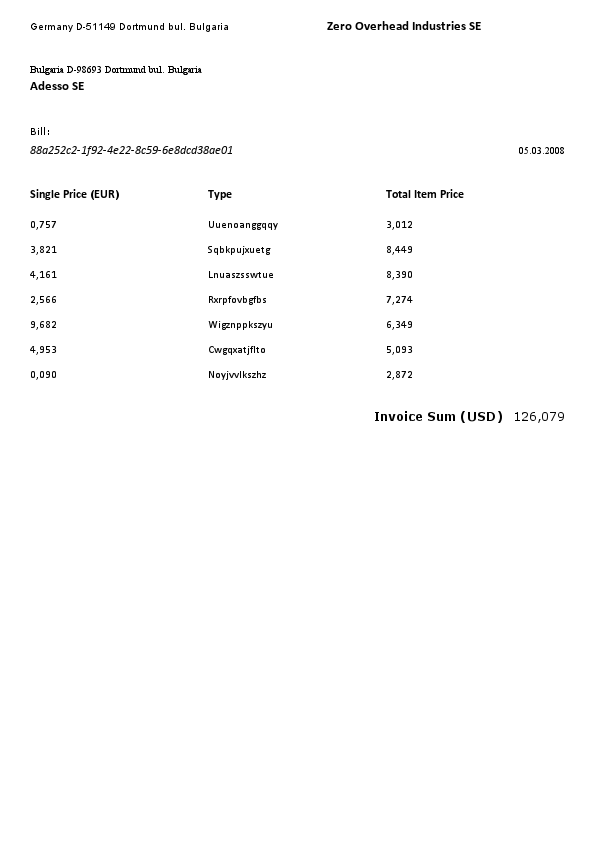 Germany D-51149 Dortmund bul. Bulgaria Zero Overhead Industries SE
Bulgaria D-98693 Dortmund bul. Bulgaria
Adesso SE
Bill:
88a252c2-1f92-4e22-8c59-6e8dcd38ae01 05.03.2008
Single Price (EUR) Type Total Item Price
0,757 Uuenoanggqqy 3,012
3,821 Sqbkpujxuetg 8,449
4,161 Lnuaszsswtue 8,390
2,566 Rxrpfovbgfbs 7,274
9,682 Wigznppkszyu 6,349
4,953 Cwgqxatjflto 5,093
0,090 Noyjvvlkszhz 2,872
Invoice Sum (USD) 126,079